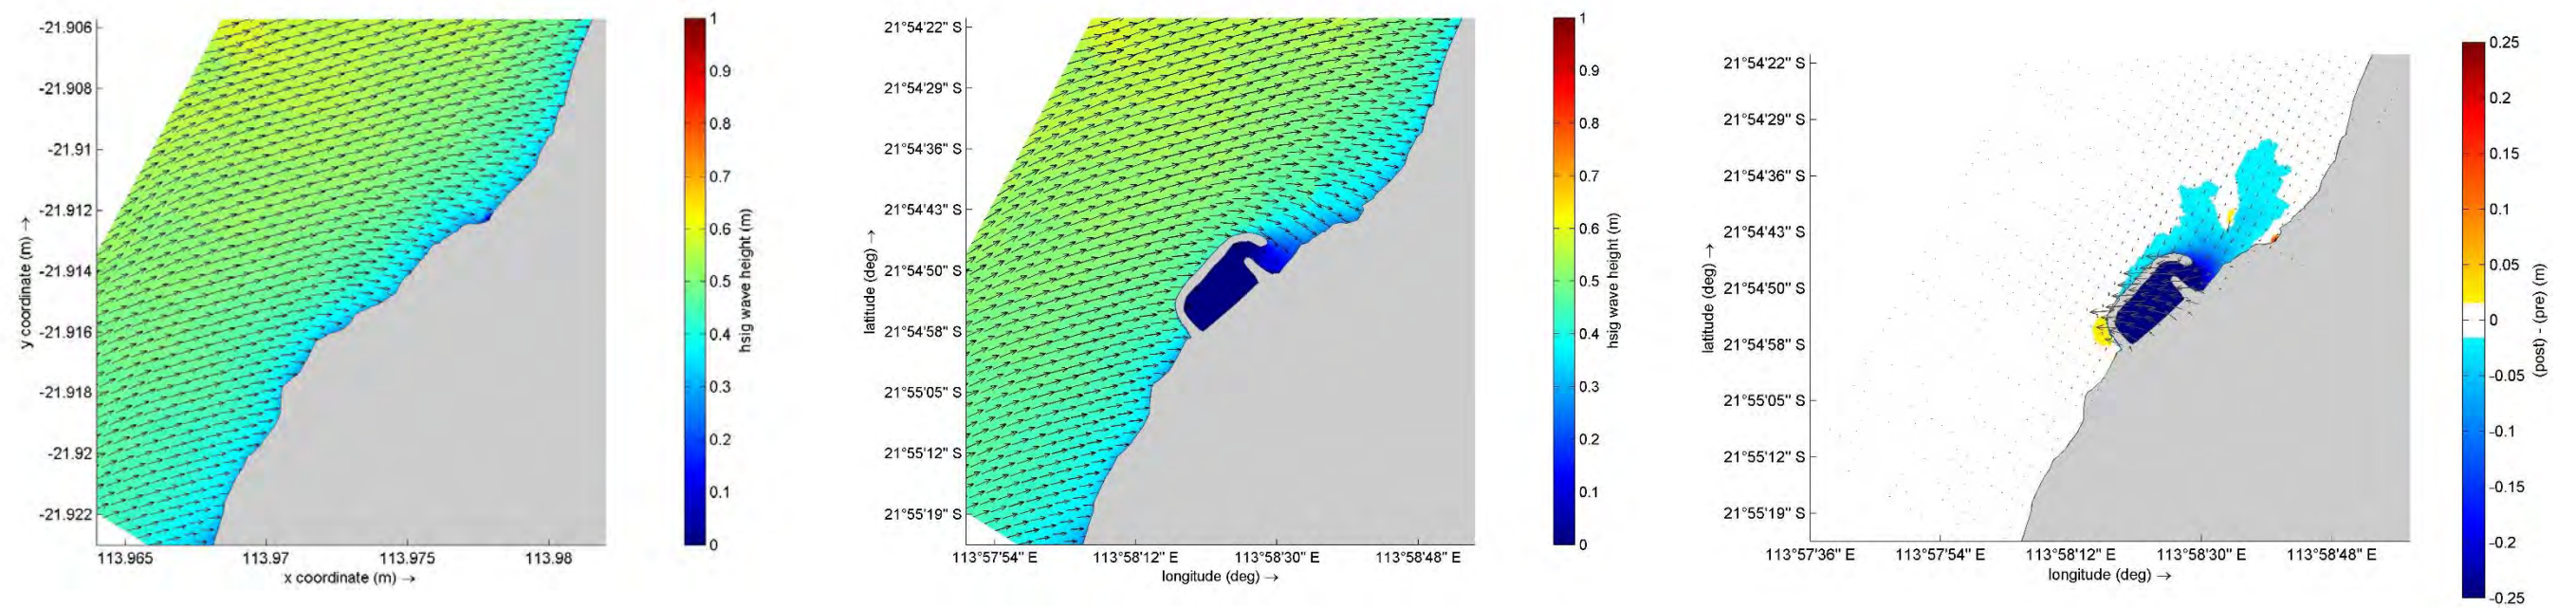 -21.906
-21.908
-21.91
-21.912
-21.914
-21.916
-21.918
-21.92
-21.922
y coordinate (m) →
113.965
113.97
113.975
113.98
x coordinate (m) →
1
0.9
0.8
0.7
0.6
0.5
0.4
0.3
0.2
0.1
0
hsig wave height (m)
21°54'22" S
21°54'29" S
21°54'36" S
21°54'43" S
21°54'50" S
21°54'58" S
21°55'05" S
21°55'12" S
21°55'19" S
latitude (deg) →
113°57'54" E
113°58'12" E
113°58'30" E
113°58'48" E
longitude (deg) →
1
0.9
0.8
0.7
0.6
0.5
0.4
0.3
0.2
0.1
0
hsig wave height (m)
21°54'22" S
21°54'29" S
21°54'36" S
21°54'43" S
21°54'50" S
21°54'58" S
21°55'05" S
21°55'12" S
21°55'19" S
latitude (deg) →
113°57'36" E
113°57'54" E
113°58'12" E
113°58'30" E
113°58'48" E
longitude (deg) →
0.25
0.2
0.15
0.1
0.05
0
-0.05
-0.1
-0.15
-0.2
-0.25
(post) - (pre) (m)